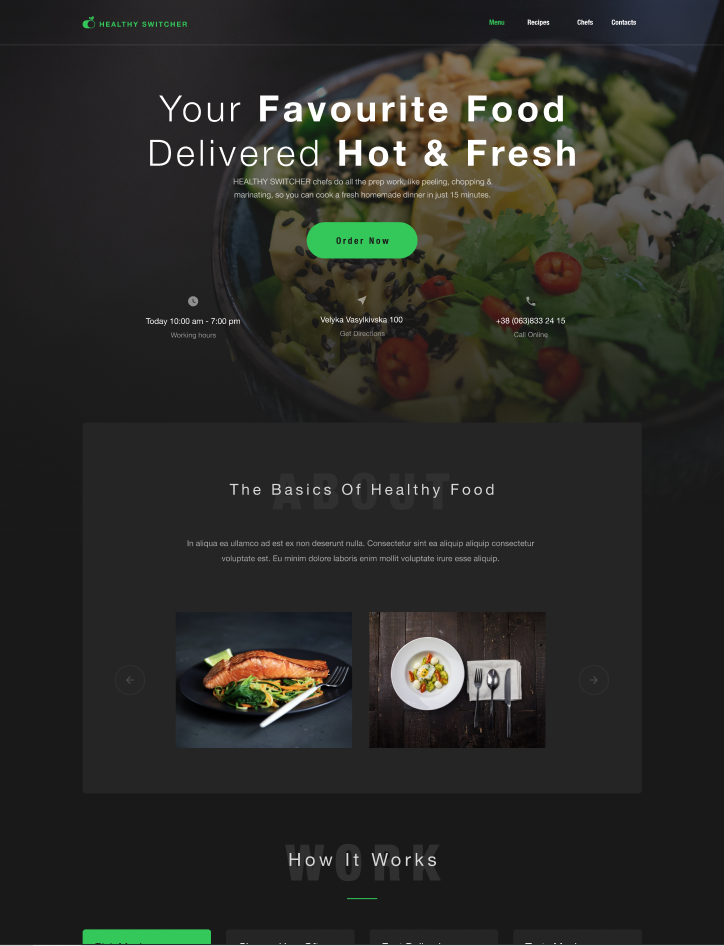 HEALTHY SWITCHER
Menu Recipes Chefs Contacts
Your Favourite Food
Delivered Hot & Fresh
HEALTHY SWITCHER chefs do all the prep work, like peeling, chopping &
marinating, so you can cook a fresh homemade dinner in just 15 minutes.
Order Now
Today 10:00 am - 7:00 pm
Working hours
Velyka Vasylkivska 100
Get Directions
+38 (063)833 24 15
Call Online
ABOUT
The Basics Of Healthy Food
In aliqua ea ullamco ad est ex non deserunt nulla. Consectetur sint ea aliquip aliquip consectetur
voluptate est. Eu minim dolore laboris enim mollit voluptate irure esse aliquip.
WORK
How It Works